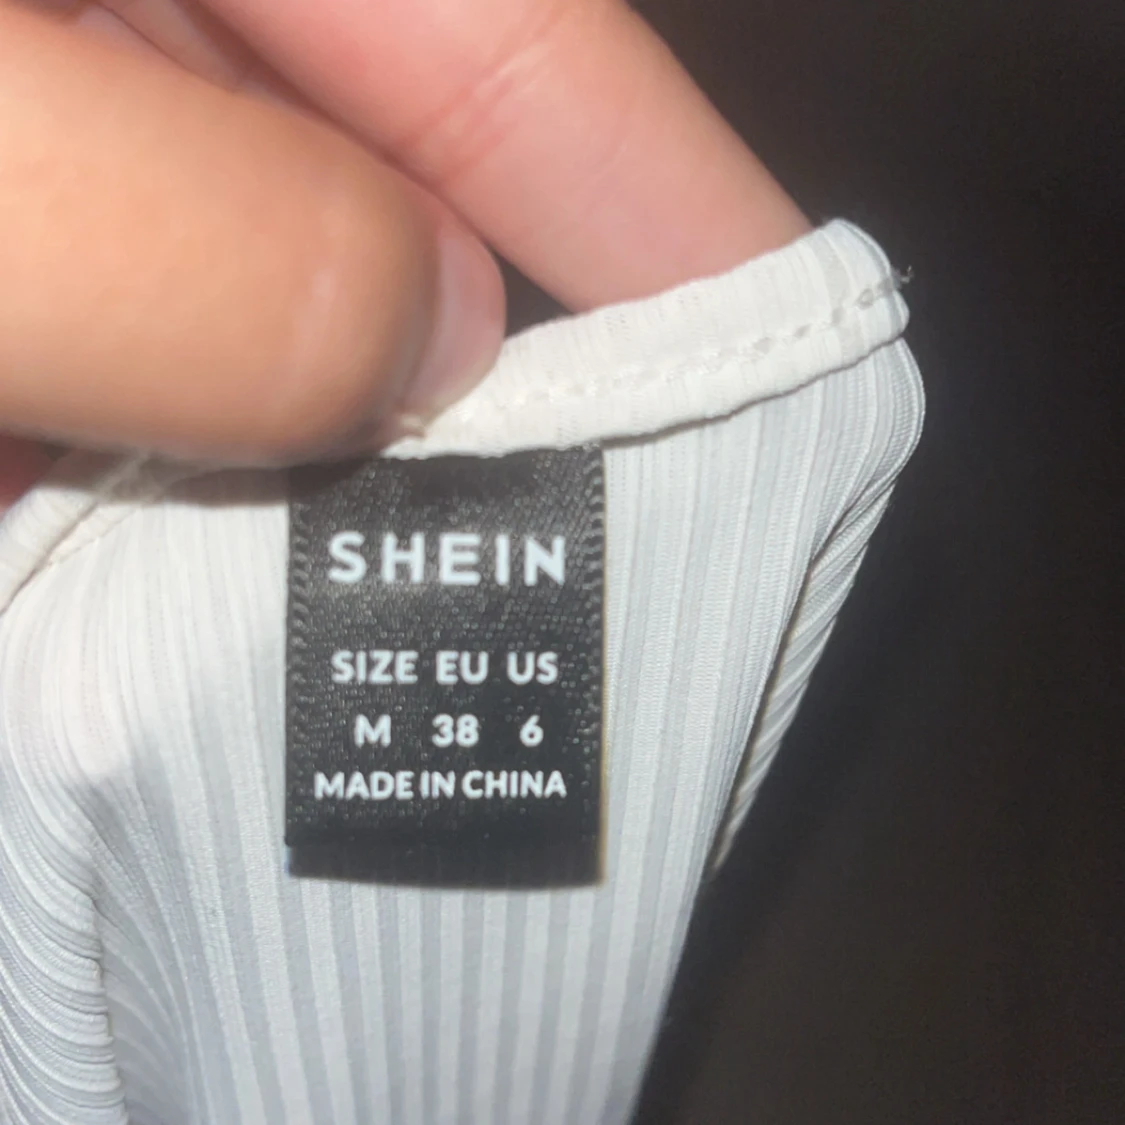 SHEIN
SIZE EU US
M 38 6
MADE IN CHINA